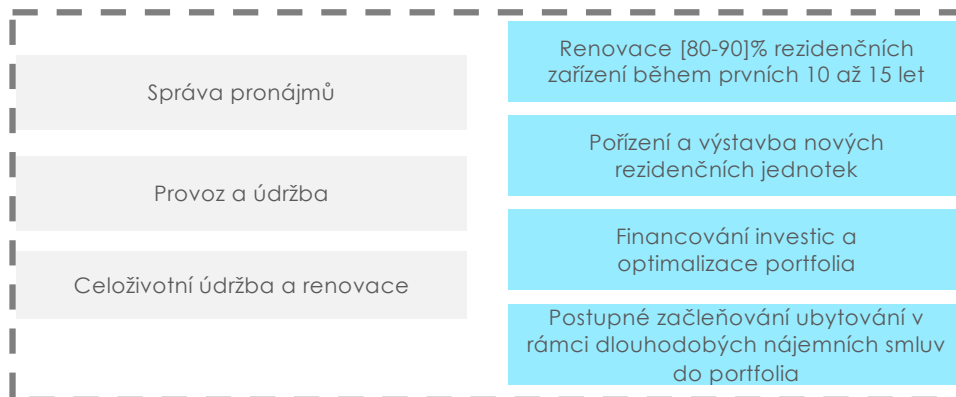 Správa pronájmů
Provoz a údržba
Celoživotní údržba a renovace
Renovace [80-90]% rezidenčních
zařízení během prvních 10 až 15 let
Pořízení a výstavba nových
rezidenčních jednotek
Financování investic a
optimalizace portfolia
Postupné začleňování ubytování v
rámci dlouhodobých nájemních smluv
do portfolia